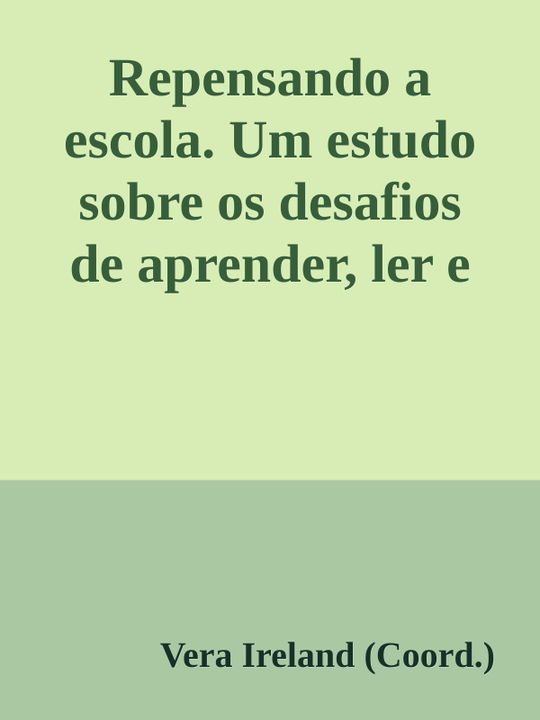 Repensando a
escola. Um estudo
sobre os desafios
de aprender, ler e
Vera Ireland (Coord.)